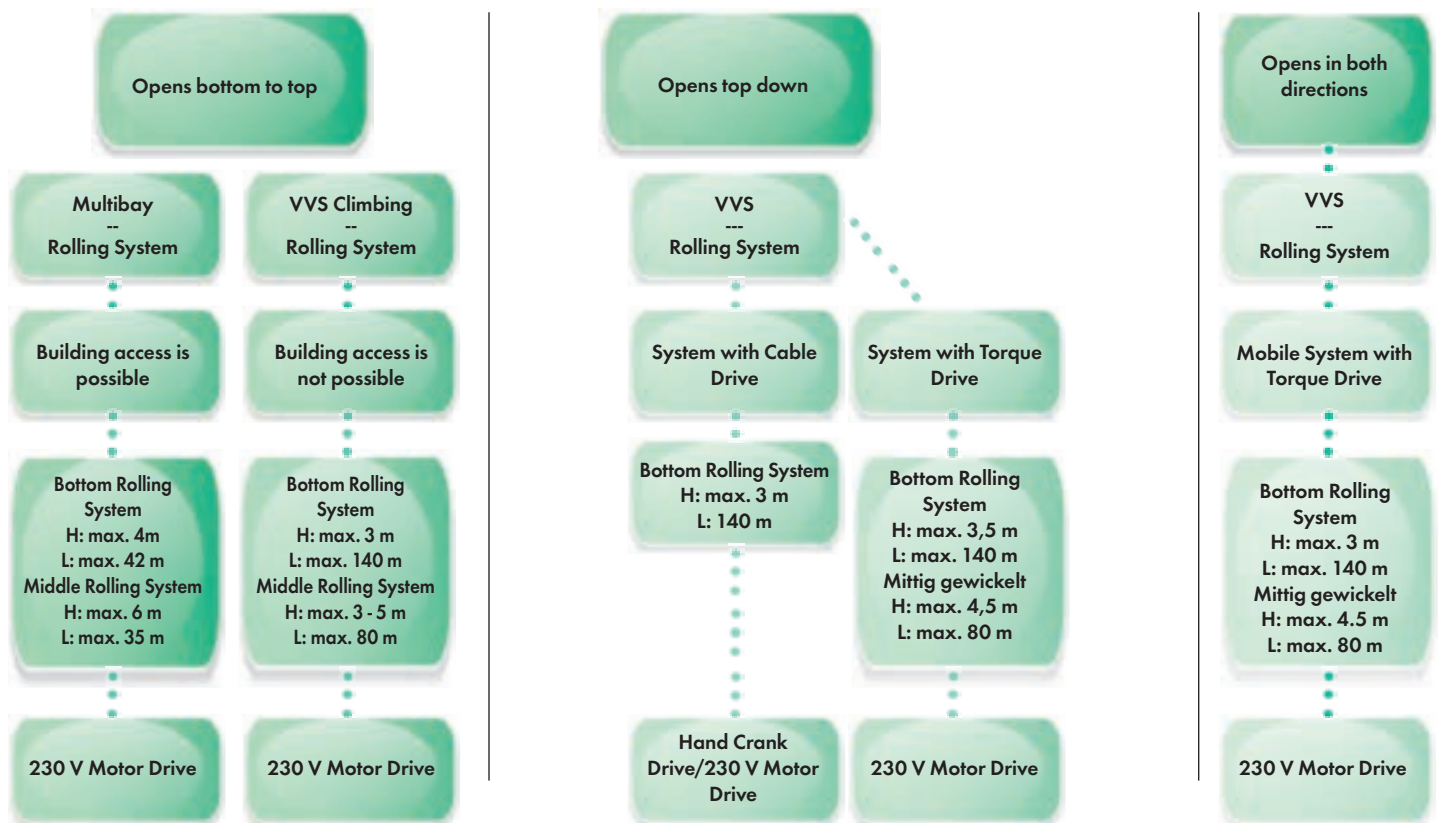 Opens bottom to top
Multibay
--
Rolling System
Building access is
possible
Bottom Rolling
System
H: max. 4m
L: max. 42 m
Middle Rolling System
H: max. 6 m
L: max. 35 m
230 V Motor Drive
VVS Climbing
--
Rolling System
Building access is
not possible
Bottom Rolling
System
H: max. 3 m
L: max. 140 m
Middle Rolling System
H: max. 3 - 5 m
L: max. 80 m
230 V Motor Drive
Opens top down
VVS
---
Rolling System
System with Cable
Drive
Bottom Rolling System
H: max. 3 m
L: 140 m
Hand Crank
Drive/230 V Motor
Drive
System with Torque
Drive
Bottom Rolling
System
H: max. 3,5 m
L: max. 140 m
Mittig gewickelt
H: max. 4,5 m
L: max. 80 m
230 V Motor Drive
Opens in both
directions
VVS
---
Rolling System
Mobile System with
Torque Drive
Bottom Rolling
System
H: max. 3 m
L: max. 140 m
Mittig gewickelt
H: max. 4.5 m
L: max. 80 m
230 V Motor Drive